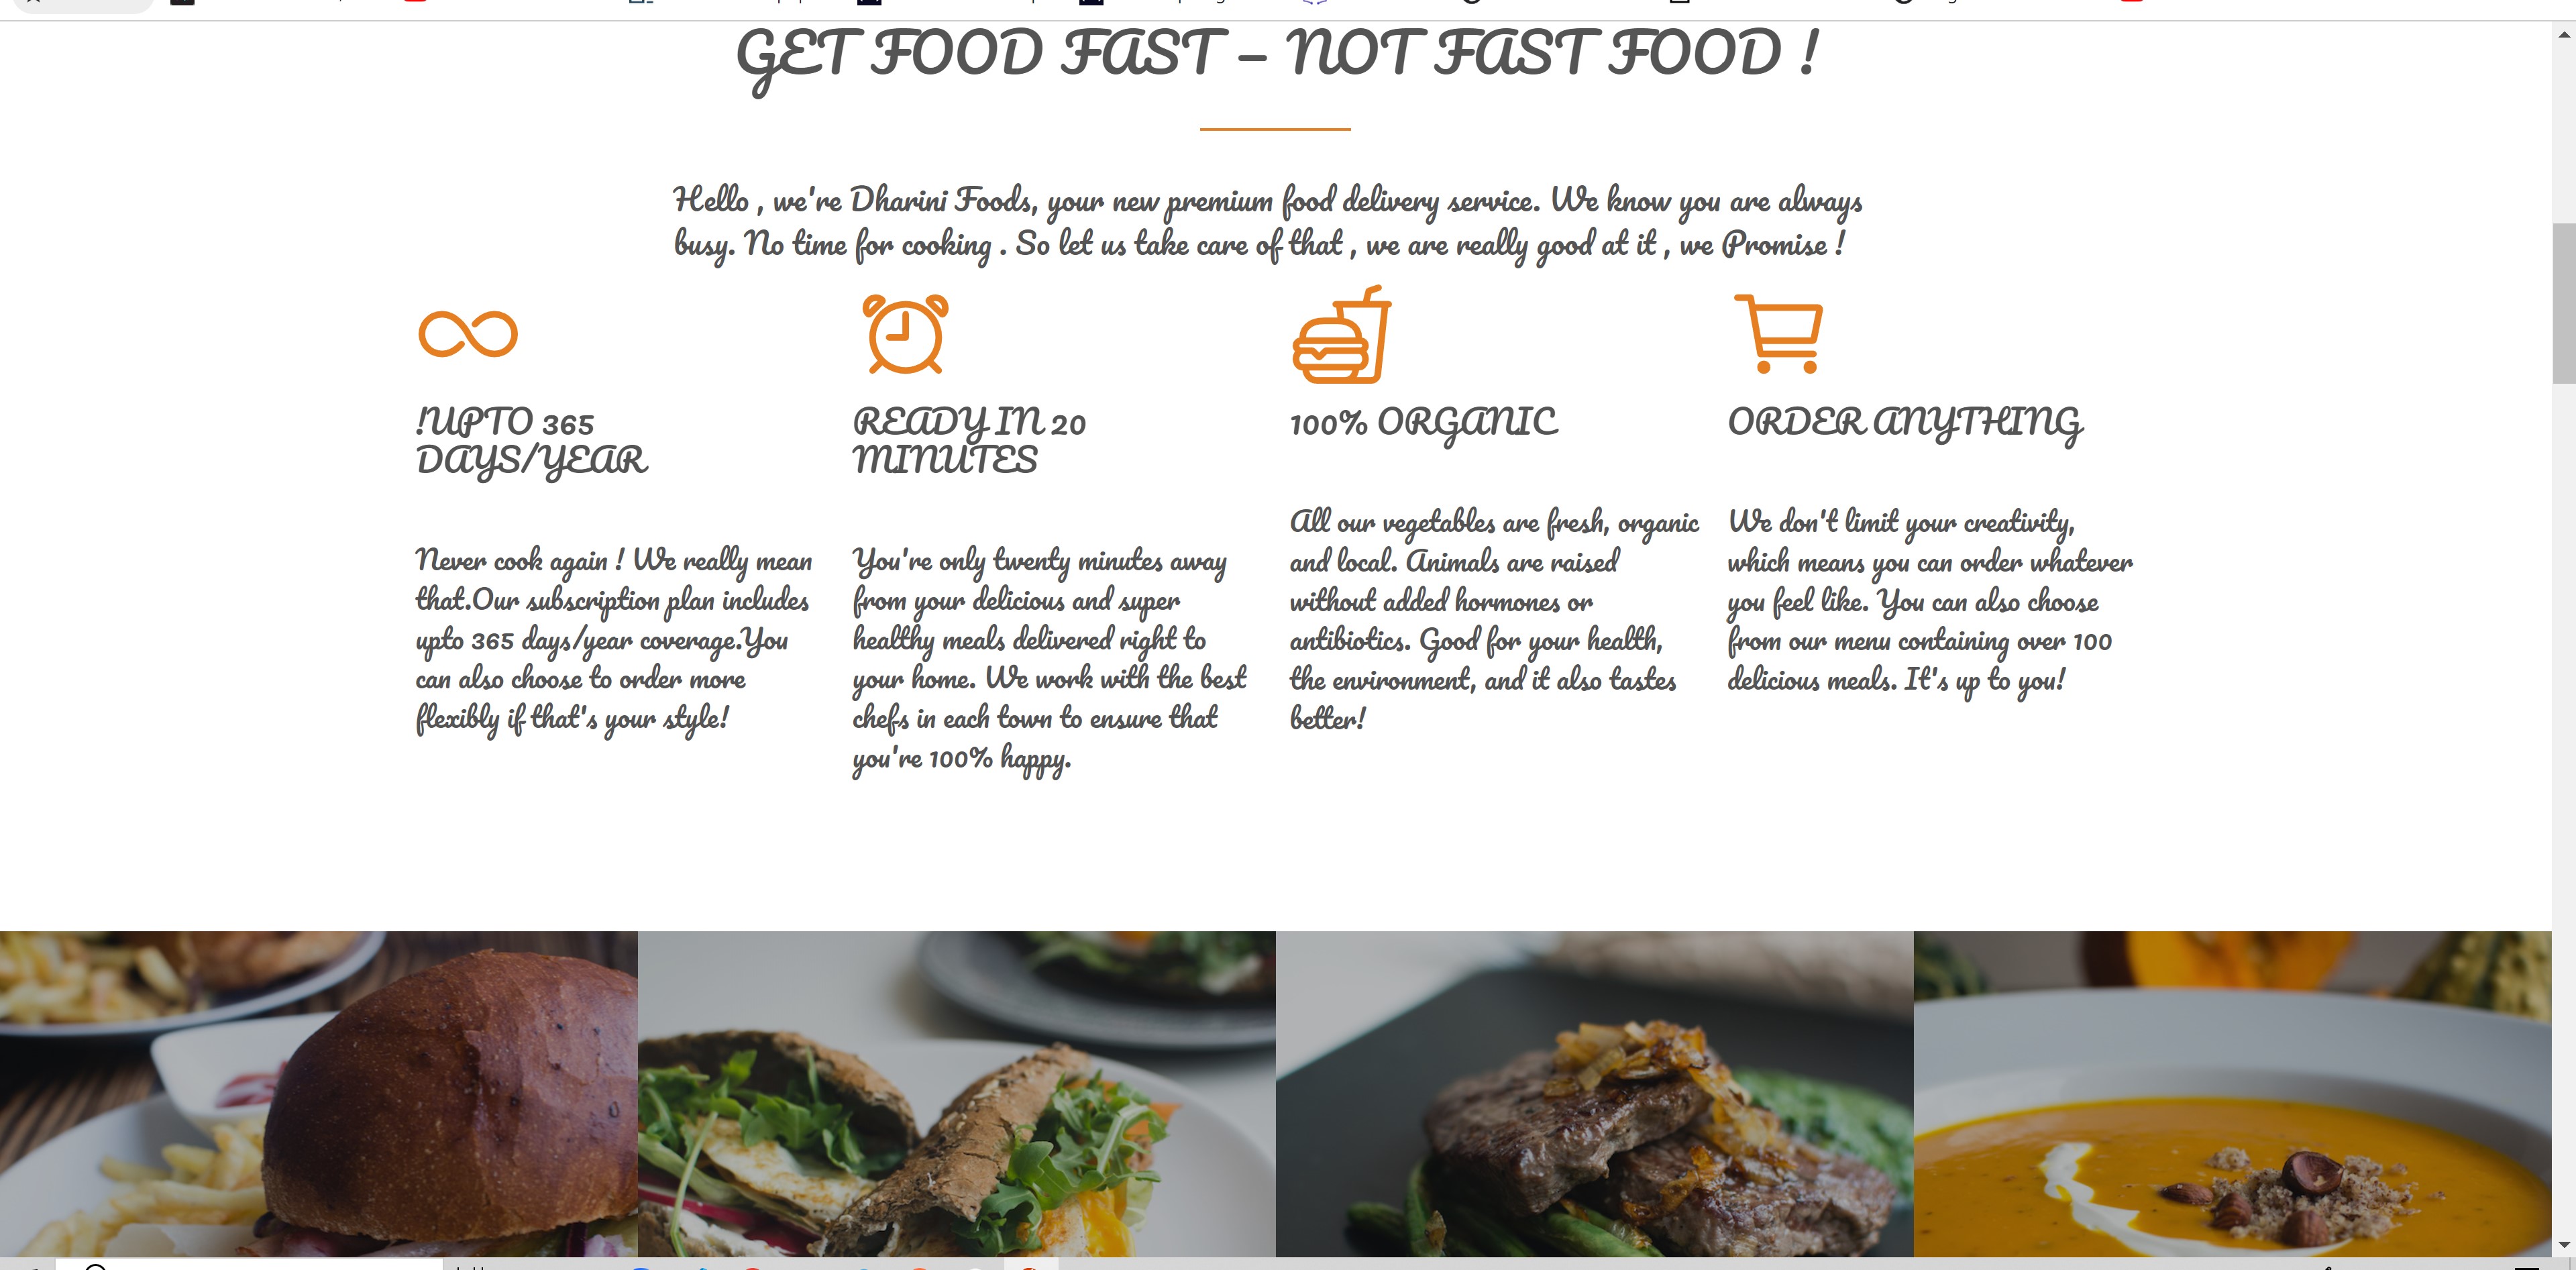 GET FOOD FAST – NOT FAST FOOD !
Hello , we're Dharini Foods, your new premium food delivery service. We know you are always
busy. No time for cooking . So let us take care of that , we are really good at it , we Promise !
!UPTO 365
DAYS/YEAR
Never cook again ! We really mean
that.Our subscription plan includes
upto 365 days/year coverage.You
can also choose to order more
flexibly if that's your style!
READY IN 20
MINUTES
You're only twenty minutes away
from your delicious and super
healthy meals delivered right to
your home. We work with the best
chefs in each town to ensure that
you're 100% happy.
100% ORGANIC
All our vegetables are fresh, organic
and local. Animals are raised
without added hormones or
antibiotics. Good for your health,
the environment, and it also tastes
better!
ORDER ANYTHING
We don't limit your creativity,
which means you can order whatever
you feel like. You can also choose
from our menu containing over 100
delicious meals. It's up to you!